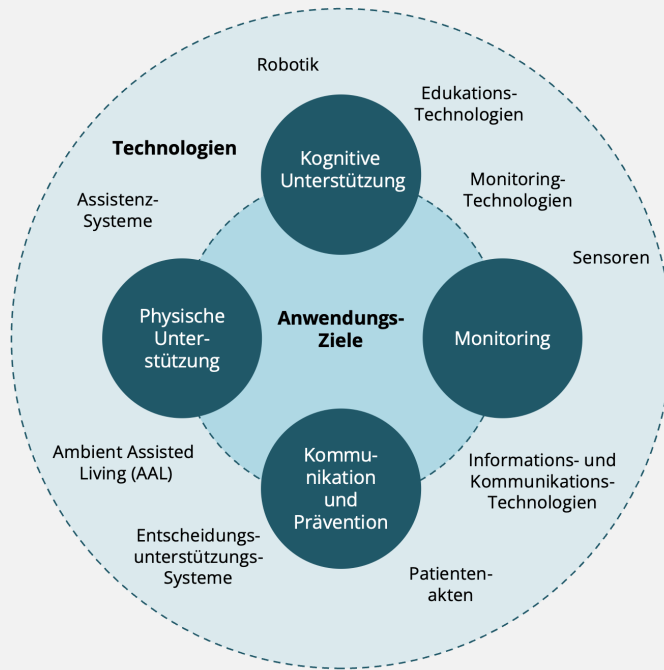 Robotik
Edukations-
Technologien
Technologien
Kognitive
Unterstützung
Monitoring-
Technologien
Assistenz-
Systeme
Sensoren
Physische
Unter-
stützung
Anwendungs-
Ziele
Monitoring
Ambient Assisted
Living (AAL)
Kommu-
nikation
und
Prävention
Informations- und
Kommunikations-
Technologien
Entscheidungs-
unterstützungs-
Systeme
Patienten-
akten